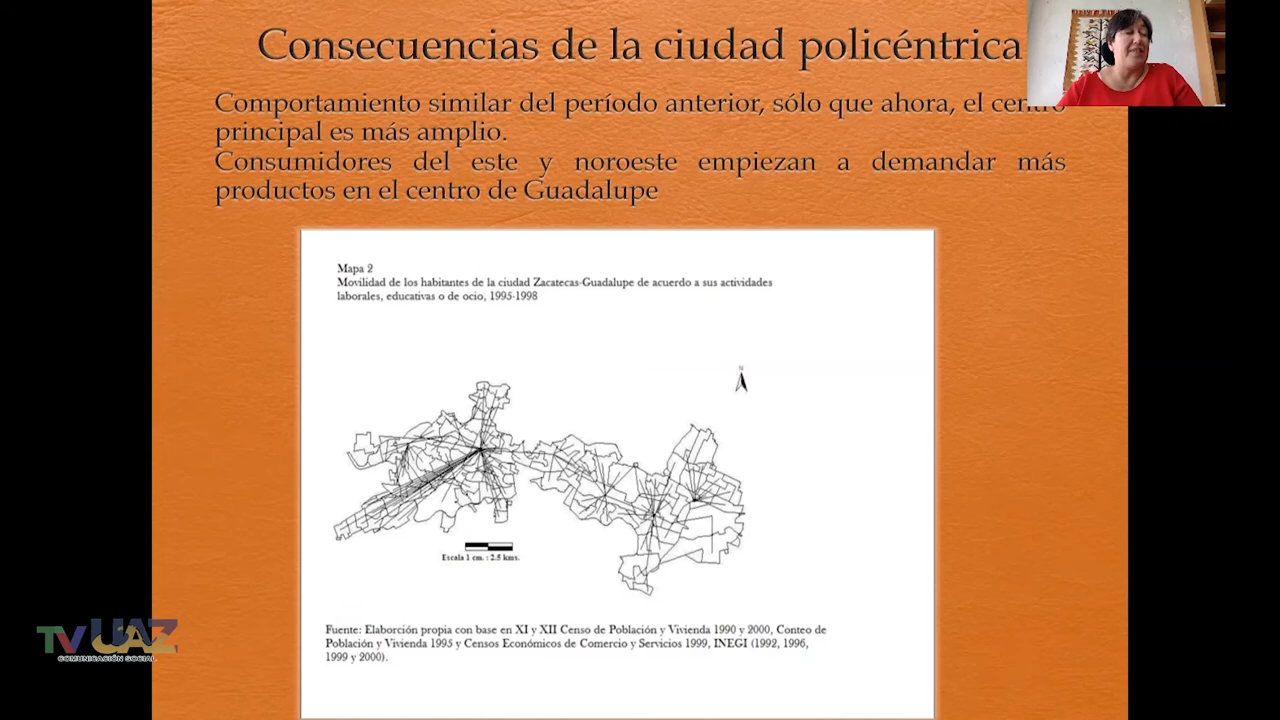 Consecuencias de la ciudad policéntrica
Comportamiento similar del período anterior, sólo que ahora, el centro
principal es más amplio.
Consumidores del este y noroeste empiezan a demandar más
productos en el centro de Guadalupe
Mapa 2
Movilidad de los habitantes de la ciudad Zacatecas-Guadalupe de acuerdo a sus actividades
laborales, educativas o de ocio, 1995-1998
N
Escala 1 cm. : 2.5 kms.
Fuente: Elaborción propia con base en XI y XII Censo de Población y Vivienda 1990 y 2000, Conteo de
Población y Vivienda 1995 y Censos Económicos de Comercio y Servicios 1999, INEGI (1992, 1996,
1999 y 2000).
TV UAZ
COMUNICACIÓN SOCIAL